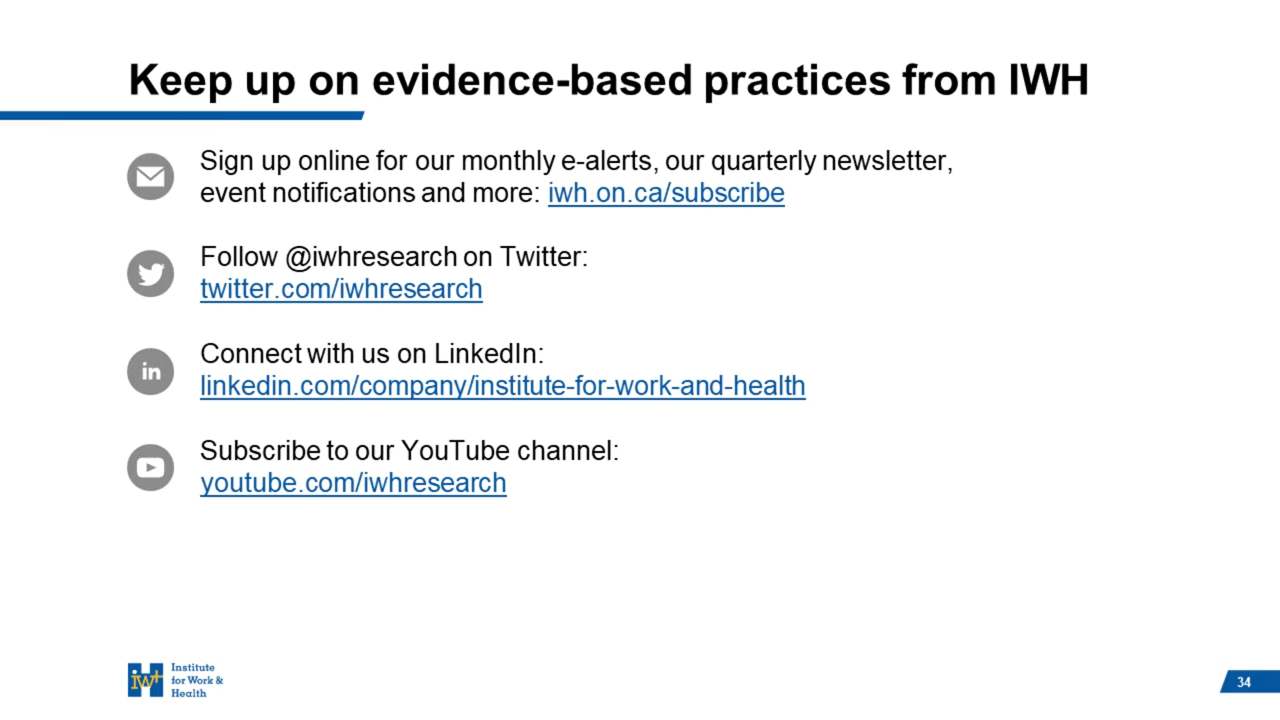 Keep up on evidence-based practices from IWH
Sign up online for our monthly e-alerts, our quarterly newsletter,
event notifications and more: iwh.on.ca/subscribe
Follow @iwhresearch on Twitter:
twitter.com/iwhresearch
in
Connect with us on LinkedIn:
linkedin.com/company/institute-for-work-and-health
Subscribe to our YouTube channel:
youtube.com/iwhresearch
iw+
Institute
for Work &
Health
34